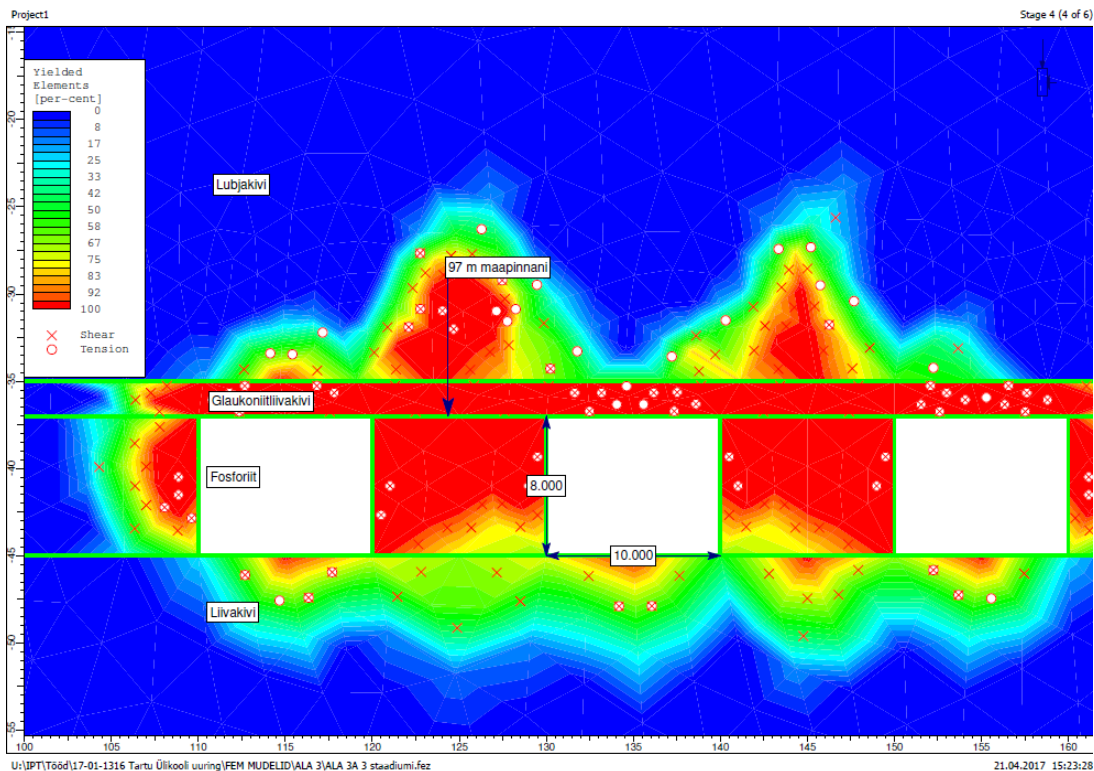 Project1
Stage 4 (4 of 6)
Yielded
Elements
[per-cent]
0
8
17
25
33
42
50
58
67
75
83
92
100
Shear
Tension
Lubjakivi
97 m maapinnani
Glaukoniitliivakivi
Fosforiit
8.000
10.000
Liivakivi
-20
-25
-30
-35
-40
-45
-50
-55
100
105
110
115
120
125
130
135
140
145
150
155
160
U:\IPT\Tööd\17-01-1316 Tartu Ülikooli uuring\FEM MUDELID\ALA 3\ALA 3A 3 staadiumi.fez
21.04.2017 15:23:28